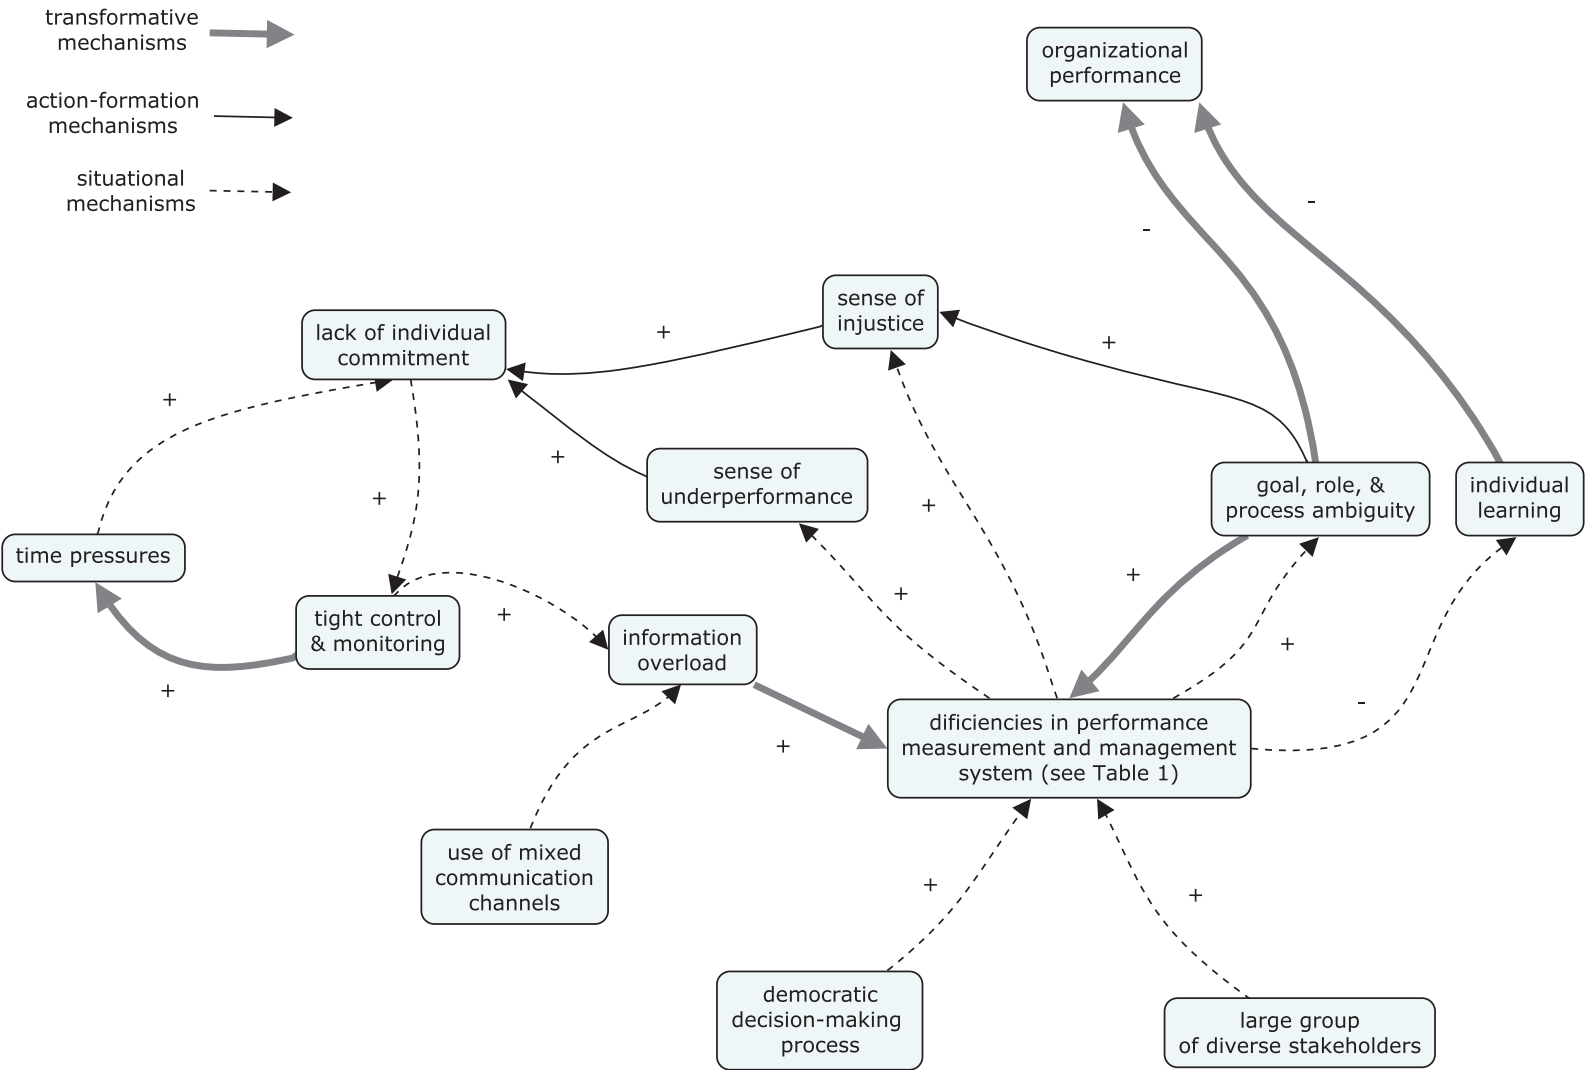 transformative
mechanisms
action-formation
mechanisms
situational
mechanisms
organizational
performance
-
-
sense of
injustice
lack of individual
commitment
+
+
+
+
+
sense of
underperformance
+
goal, role, &
process ambiguity
individual
learning
time pressures
+
+
tight control
& monitoring
+
information
overload
+
+
-
+
dificiencies in performance
measurement and management
system (see Table 1)
use of mixed
communication
channels
+
+
democratic
decision-making
process
large group
of diverse stakeholders